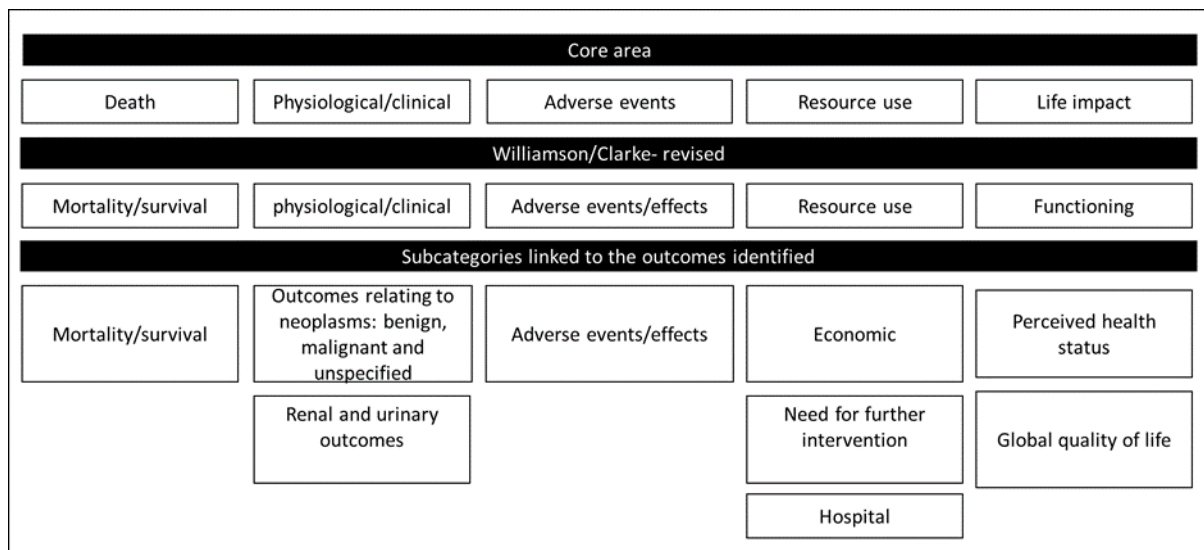 Core area
Death
Physiological/clinical
Adverse events
Resource use
Life impact
Williamson/Clarke- revised
Mortality/survival
physiological/clinical
Adverse events/effects
Resource use
Functioning
Subcategories linked to the outcomes identified
Mortality/survival
Outcomes relating to
neoplasms: benign,
malignant and
unspecified
Adverse events/effects
Economic
Perceived health
status
Renal and urinary
outcomes
Need for further
intervention
Global quality of life
Hospital